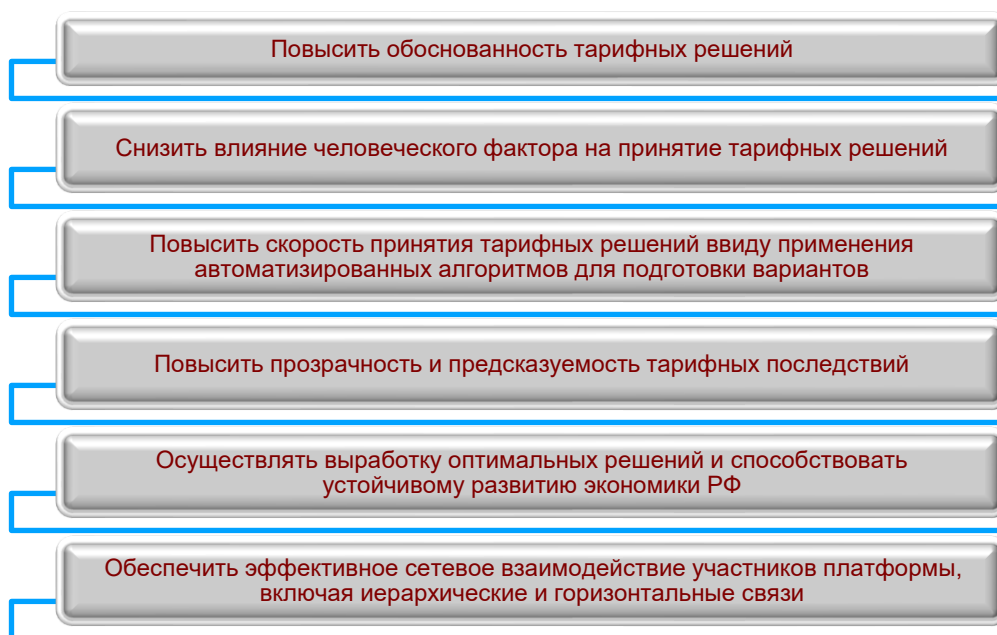 Повысить обоснованность тарифных решений
Снизить влияние человеческого фактора на принятие тарифных решений
Повысить скорость принятия тарифных решений ввиду применения
автоматизированных алгоритмов для подготовки вариантов
Повысить прозрачность и предсказуемость тарифных последствий
Осуществлять выработку оптимальных решений и способствовать
устойчивому развитию экономики РФ
Обеспечить эффективное сетевое взаимодействие участников платформы,
включая иерархические и горизонтальные связи